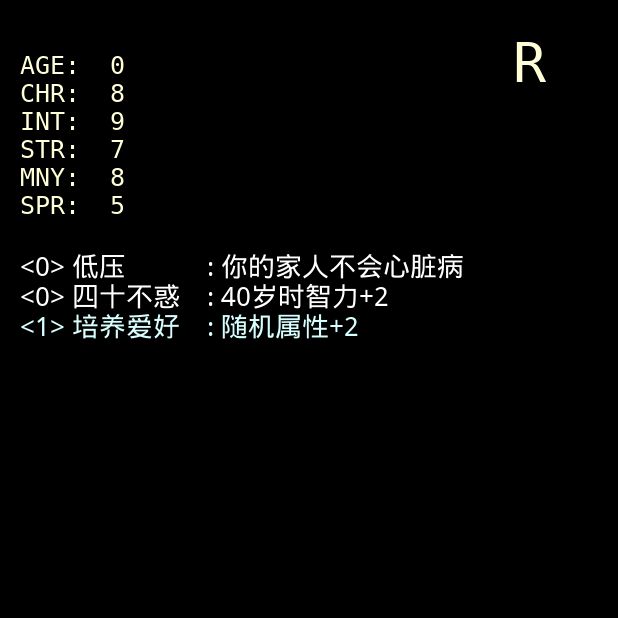 R
AGE: 0
CHR: 8
INT: 9
STR: 7
MNY: 8
SPR: 5
<0> 低压 : 你的家人不会心脏病
<0> 四十不惑 : 40岁时智力+2
<1> 培养爱好 : 随机属性+2